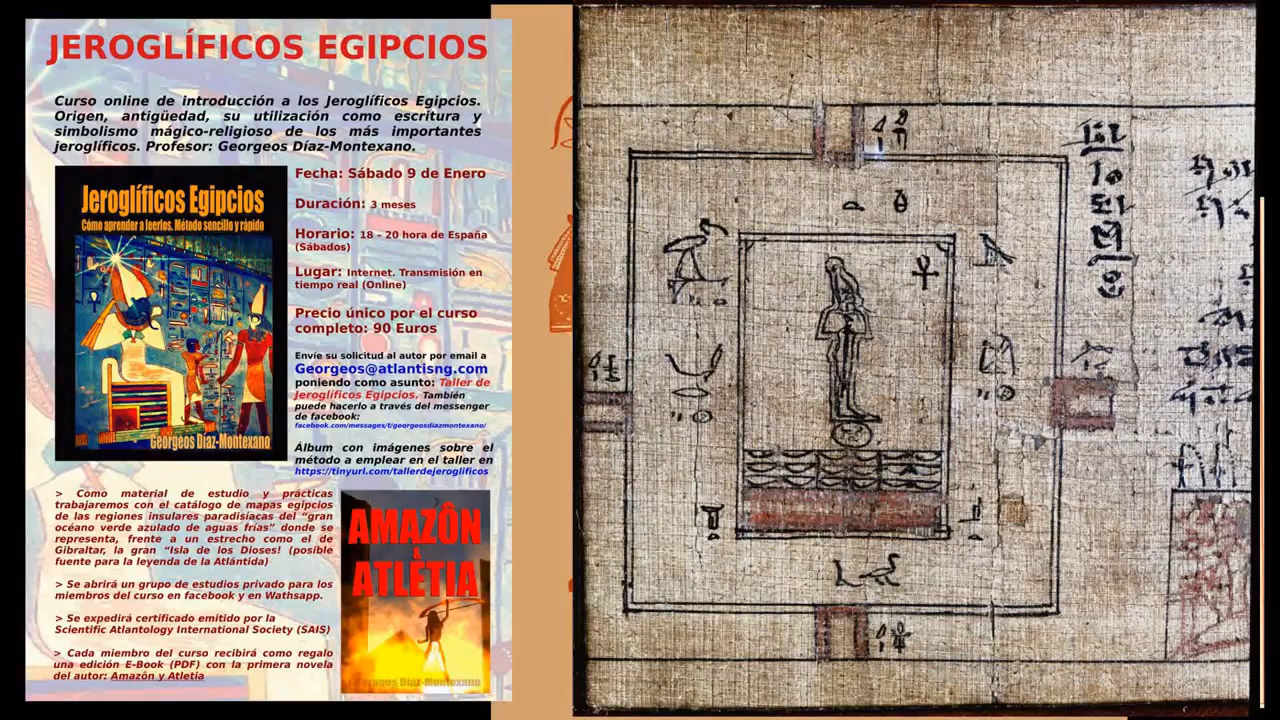 JEROGLÍFICOS EGIPCIOS
Curso online de introducción a los Jeroglíficos Egipcios.
Origen, antigüedad, su utilización como escritura y
simbolismo mágico-religioso de los más importantes
jeroglíficos. Profesor: Georgeos Díaz-Montexano.
Jeroglíficos Egipcios
Cómo aprender a leerlos. Método sencillo y rápido
Georgeos Díaz-Montexano
Fecha: Sábado 9 de Enero
Duración: 3 meses
Horario: 18 - 20 hora de España
(Sábados)
Lugar: Internet. Transmisión en
tiempo real (Online)
Precio único por el curso
completo: 90 Euros
Envíe su solicitud al autor por email a
Georgeos@atlantisng.com
poniendo como asunto: Taller de
Jeroglíficos Egipcios. También
puede hacerlo a través del messenger
de facebook:
facebook.com/messages/t/georgeosdiazmontexano/
Álbum con imágenes sobre el
método a emplear en el taller en
https://tinyurl.com/tallerdejeroglificos
> Como material de estudio y prácticas
trabajaremos con el catálogo de mapas egipcios
de las regiones insulares paradisíacas del "gran
océano verde azulado de aguas frías" donde se
representa, frente a un estrecho como el de
Gibraltar, la gran "Isla de los Dioses! (posible
fuente para la leyenda de la Atlántida)
> Se abrirá un grupo de estudios privado para los
miembros del curso en facebook y en Wathsapp.
> Se expedirá certificado emitido por la
Scientific Atlantology International Society (SAIS)
> Cada miembro del curso recibirá como regalo
una edición E-Book (PDF) con la primera novela
del autor: Amazôn y Atletia
AMAZÔN
&
ATLÊTIA
Georgeos Díaz-Montexano